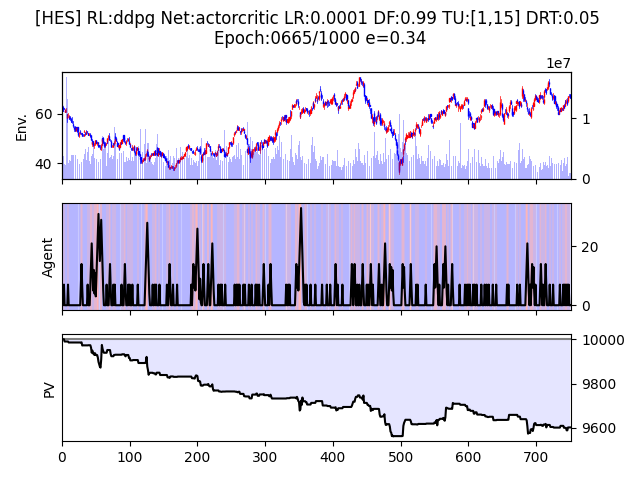 [HES] RL:ddpg Net:actorcritic LR:0.0001 DF:0.99 TU:[1,15] DRT:0.05
Epoch:0665/1000 e=0.34
1e7
Env.
60
40
1
0
Agent
20
0
PV
10000
9800
9600
0 100 200 300 400 500 600 700